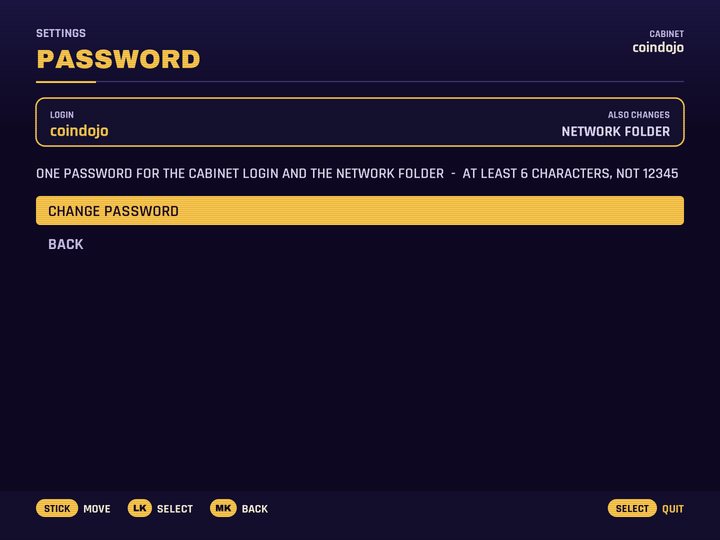 SETTINGS
PASSWORD
CABINET
coindojo
LOGIN
coindojo
ALSO CHANGES
NETWORK FOLDER
ONE PASSWORD FOR THE CABINET LOGIN AND THE NETWORK FOLDER - AT LEAST 6 CHARACTERS, NOT 12345
CHANGE PASSWORD
BACK
STICK MOVE LK SELECT MK BACK SELECT QUIT